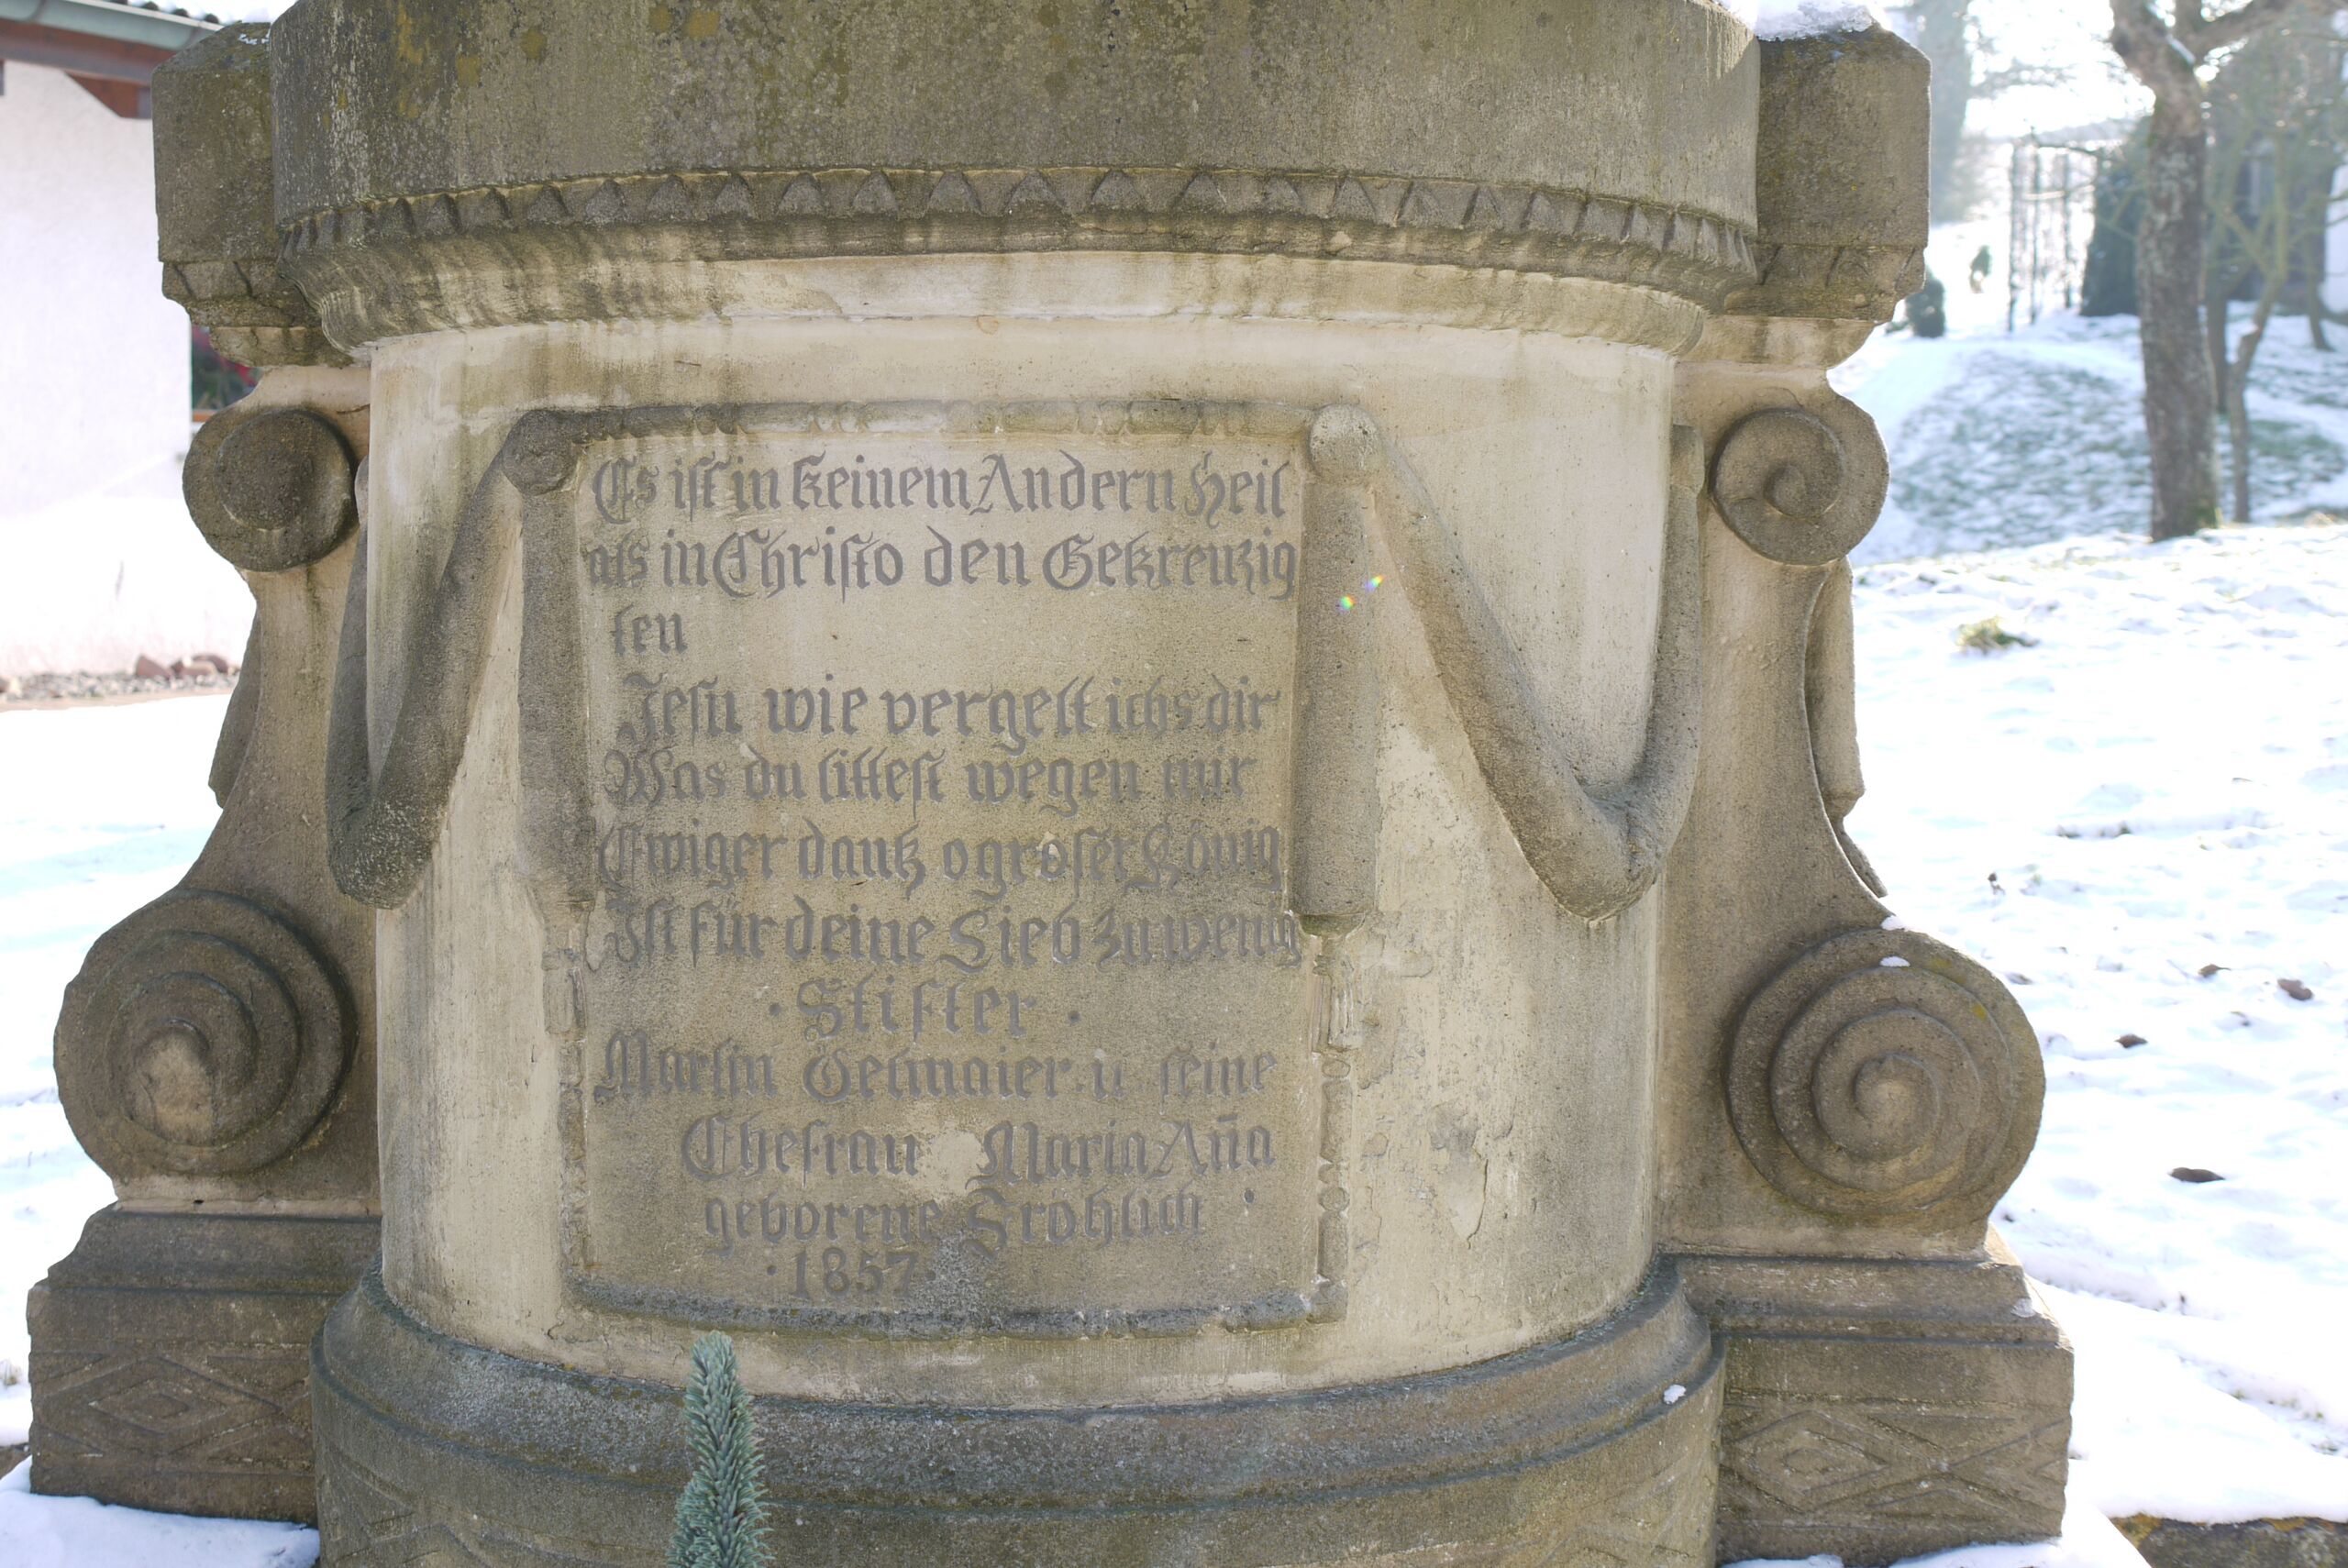 Es ist in keinem Andern Heil
als in Christo den Gekreuzig
ten
Jesu wie vergelt ichs dir
Was du littest wegen mir
Ewiger dank o groser König
Ist für deine Lieb zu wenig
· Stifter ·
Martin Oelmaier u seine
Ehefrau Maria Aña
geborene Fröhlich
· 1857 ·